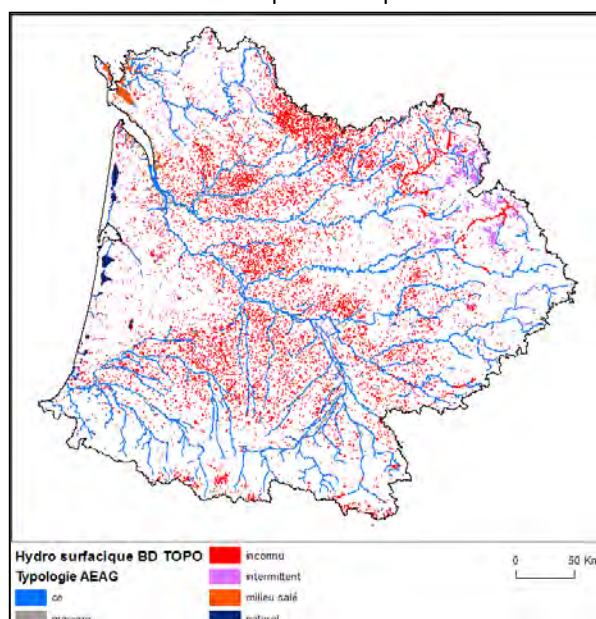 Hydro surfacique BD TOPO
Typologie AEAG
ce
inconnu
intermittent
milieu salé
naturel
0 50 Km